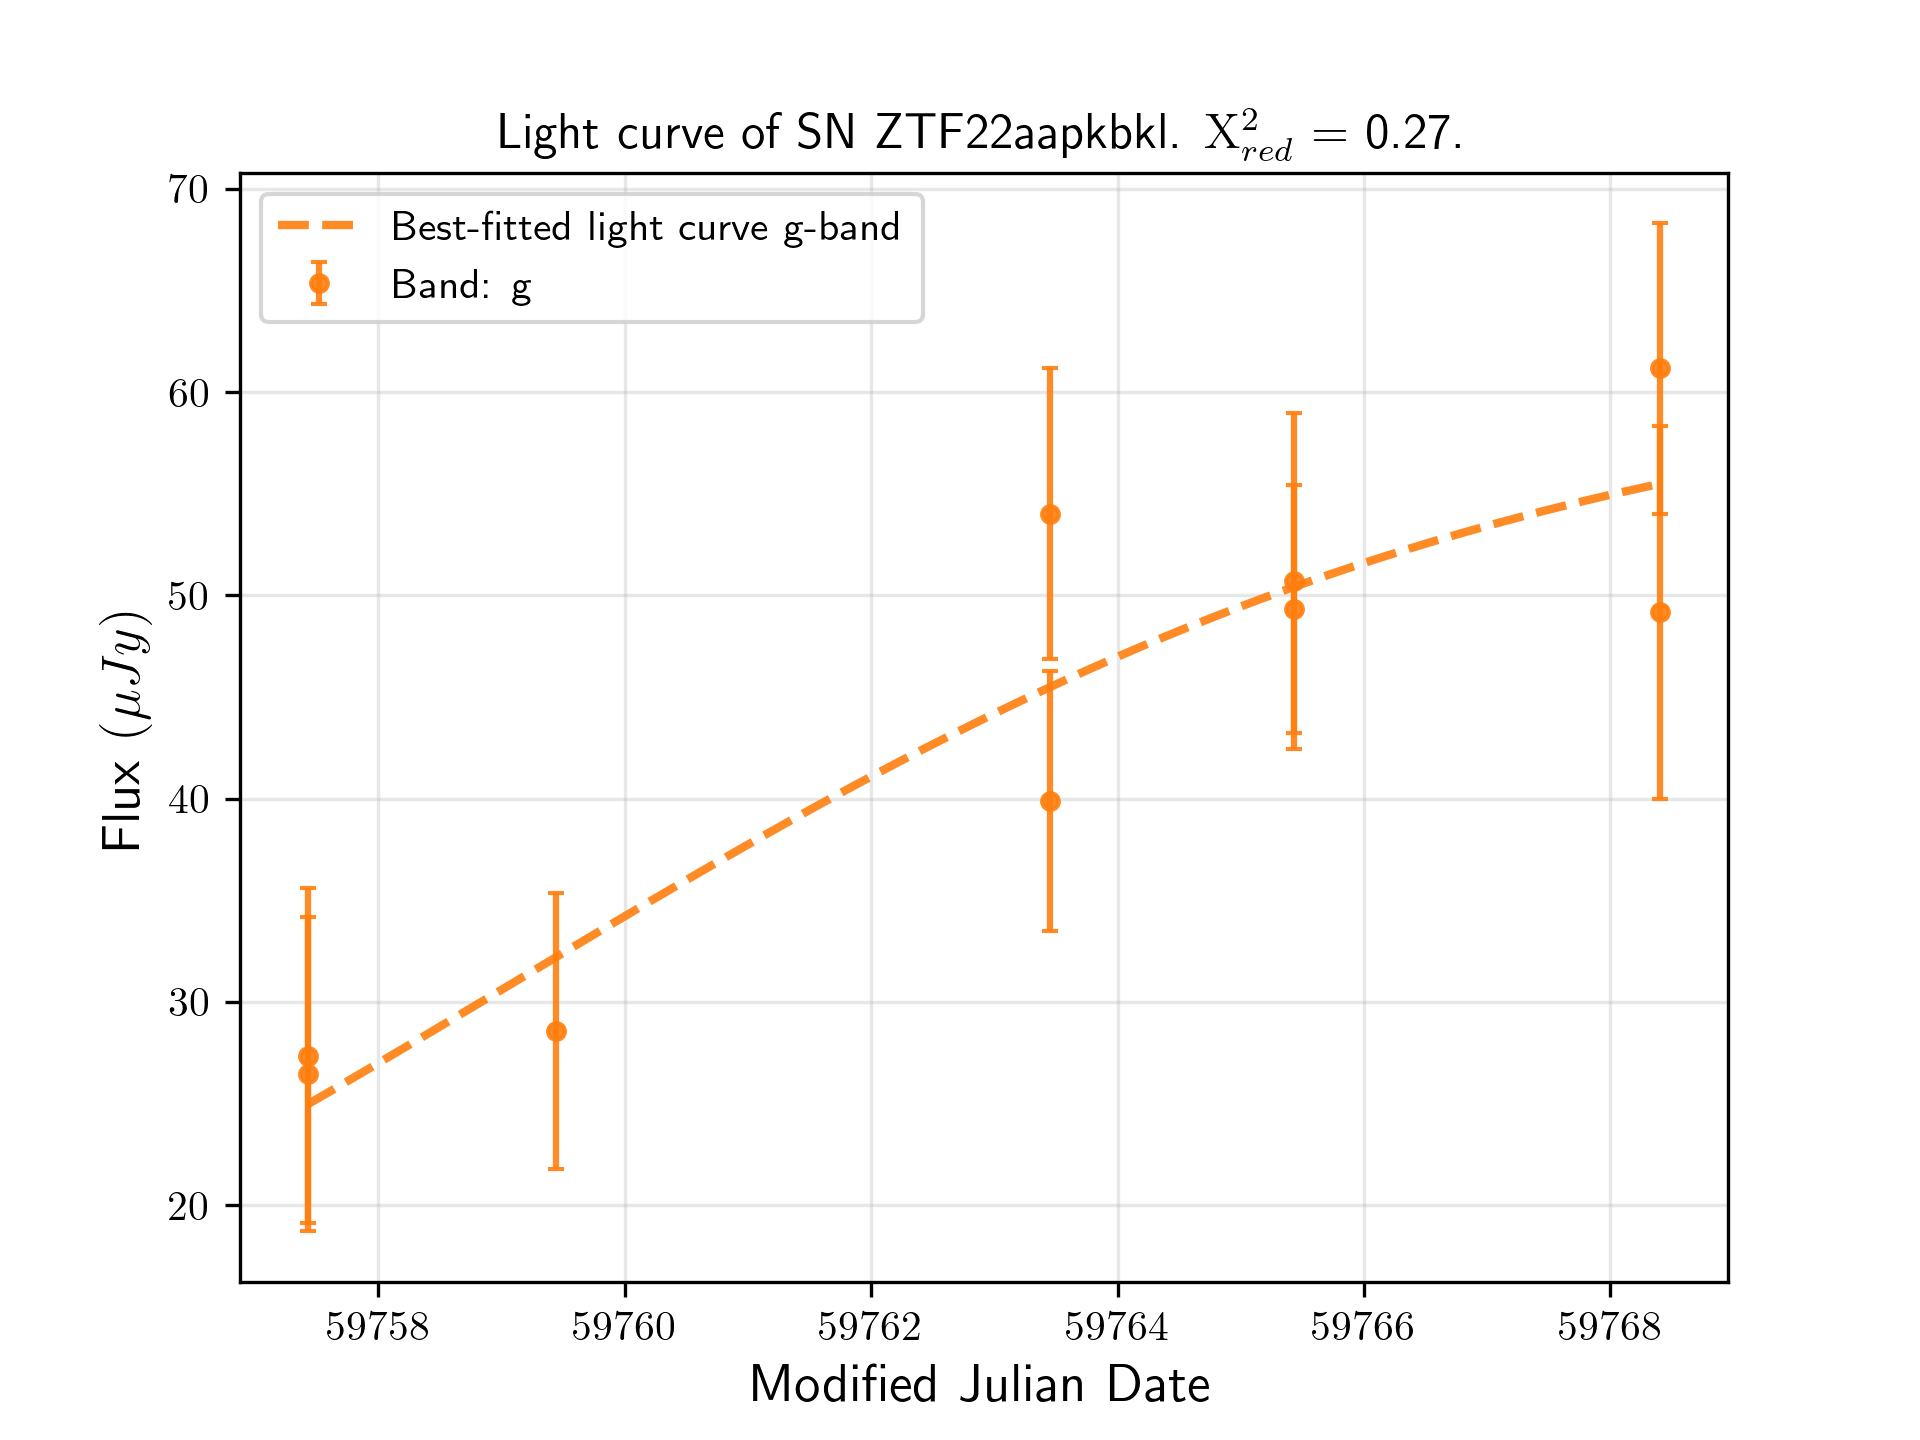 Light curve of SN ZTF22aapkbkl. X²_red = 0.27.
70
Best-fitted light curve g-band
Band: g
60
50
40
30
20
Flux (μJy)
59758 59760 59762 59764 59766 59768
Modified Julian Date